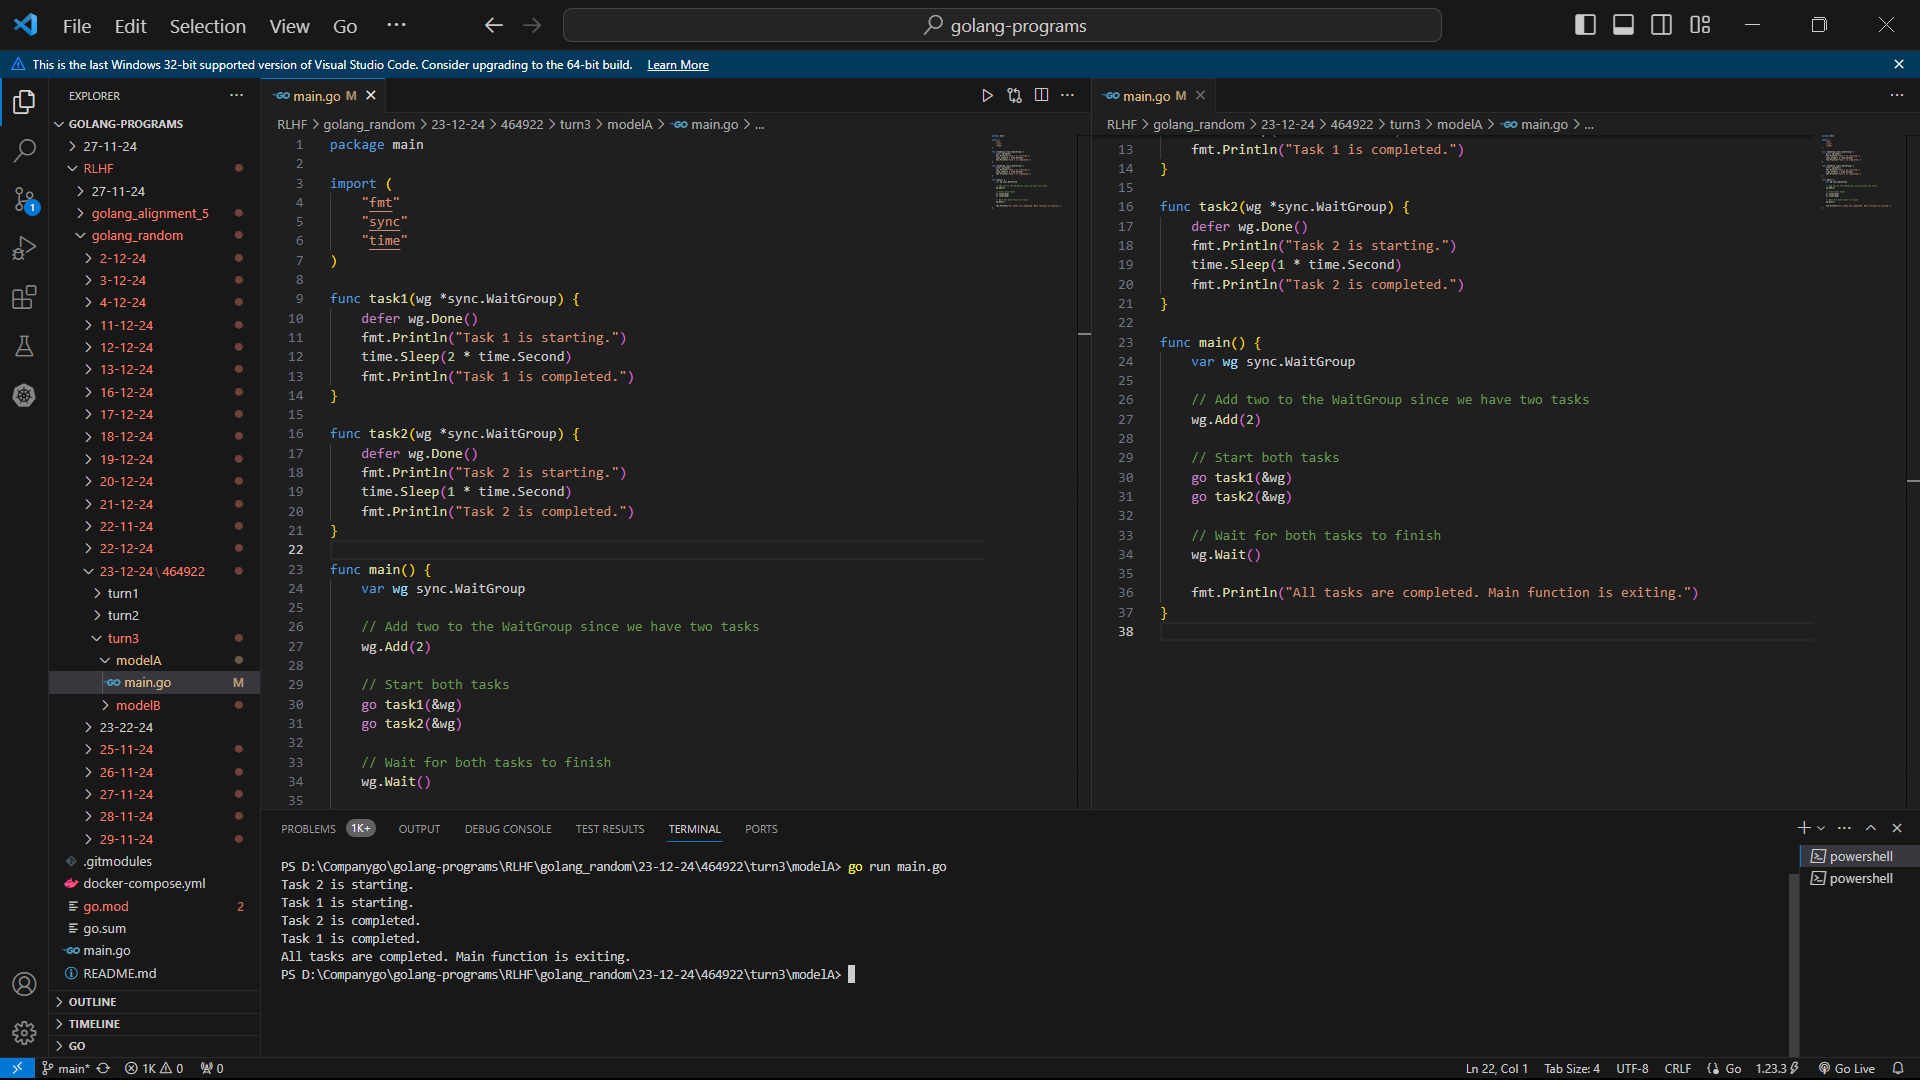 File Edit Selection View Go ···
golang-programs
This is the last Windows 32-bit supported version of Visual Studio Code. Consider upgrading to the 64-bit build. Learn More
EXPLORER
GOLANG-PROGRAMS
27-11-24
RLHF
27-11-24
golang_alignment_5
golang_random
2-12-24
3-12-24
4-12-24
11-12-24
12-12-24
13-12-24
16-12-24
17-12-24
18-12-24
19-12-24
20-12-24
21-12-24
22-11-24
22-12-24
23-12-24\464922
turn1
turn2
turn3
modelA
GO main.go M
modelB
23-22-24
25-11-24
26-11-24
27-11-24
28-11-24
29-11-24
.gitmodules
docker-compose.yml
go.mod 2
go.sum
GO main.go
README.md
OUTLINE
TIMELINE
GO
1
GO main.go M
RLHF > golang_random > 23-12-24 > 464922 > turn3 > modelA > GO main.go > ...
1 package main
2
3 import (
4 "fmt"
5 "sync"
6 "time"
7 )
8
9 func task1(wg *sync.WaitGroup) {
10 defer wg.Done()
11 fmt.Println("Task 1 is starting.")
12 time.Sleep(2 * time.Second)
13 fmt.Println("Task 1 is completed.")
14 }
15
16 func task2(wg *sync.WaitGroup) {
17 defer wg.Done()
18 fmt.Println("Task 2 is starting.")
19 time.Sleep(1 * time.Second)
20 fmt.Println("Task 2 is completed.")
21 }
22
23 func main() {
24 var wg sync.WaitGroup
25
26 // Add two to the WaitGroup since we have two tasks
27 wg.Add(2)
28
29 // Start both tasks
30 go task1(&wg)
31 go task2(&wg)
32
33 // Wait for both tasks to finish
34 wg.Wait()
35
GO main.go M
RLHF > golang_random > 23-12-24 > 464922 > turn3 > modelA > GO main.go > ...
13 fmt.Println("Task 1 is completed.")
14 }
15
16 func task2(wg *sync.WaitGroup) {
17 defer wg.Done()
18 fmt.Println("Task 2 is starting.")
19 time.Sleep(1 * time.Second)
20 fmt.Println("Task 2 is completed.")
21 }
22
23 func main() {
24 var wg sync.WaitGroup
25
26 // Add two to the WaitGroup since we have two tasks
27 wg.Add(2)
28
29 // Start both tasks
30 go task1(&wg)
31 go task2(&wg)
32
33 // Wait for both tasks to finish
34 wg.Wait()
35
36 fmt.Println("All tasks are completed. Main function is exiting.")
37 }
38
PROBLEMS 1K+ OUTPUT DEBUG CONSOLE TEST RESULTS TERMINAL PORTS
PS D:\Companygo\golang-programs\RLHF\golang_random\23-12-24\464922\turn3\modelA> go run main.go
Task 2 is starting.
Task 1 is starting.
Task 2 is completed.
Task 1 is completed.
All tasks are completed. Main function is exiting.
PS D:\Companygo\golang-programs\RLHF\golang_random\23-12-24\464922\turn3\modelA>
powershell
powershell
main* 1K 0 0 Ln 22, Col 1 Tab Size: 4 UTF-8 CRLF Go 1.23.3 Go Live